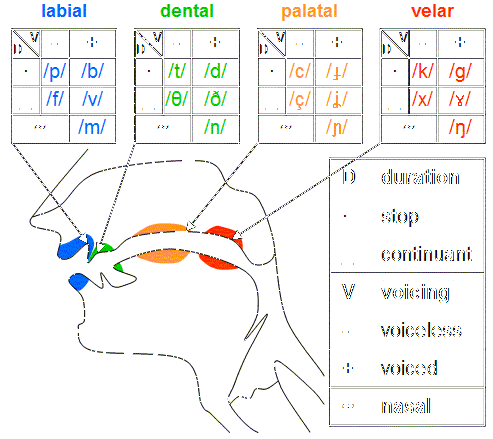 labial dental palatal velar
D V - + D V - + D V - + D V - +
· /p/ /b/ · /t/ /d/ · /c/ /ɟ/ · /k/ /g/
... /f/ /v/ ... /θ/ /ð/ ... /ç/ /ʝ/ ... /x/ /ɣ/
~ /m/ ~ /n/ ~ /ɲ/ ~ /ŋ/
D duration
· stop
... continuant
V voicing
- voiceless
+ voiced
~ nasal